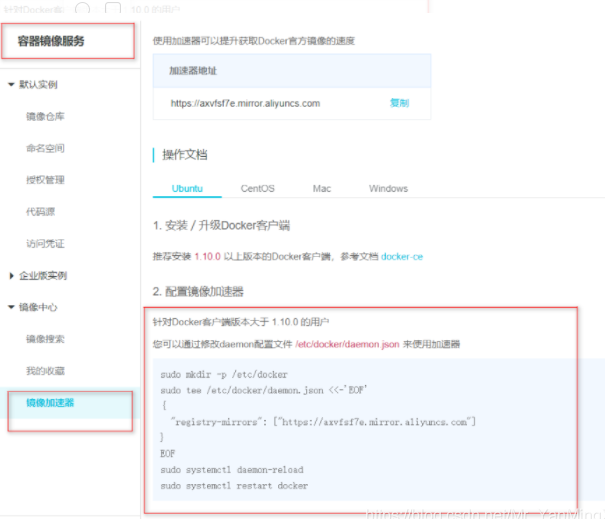 针对Docker客
10.0 的用户
容器镜像服务
默认实例
镜像仓库
命名空间
授权管理
代码源
访问凭证
企业版实例
镜像中心
镜像搜索
我的收藏
镜像加速器
使用加速器可以提升获取Docker官方镜像的速度
加速器地址
https://axvfsf7e.mirror.aliyuncs.com 复制
操作文档
Ubuntu CentOS Mac Windows
1. 安装 / 升级Docker客户端
推荐安装 1.10.0 以上版本的Docker客户端，参考文档 docker-ce
2. 配置镜像加速器
针对Docker客户端版本大于 1.10.0 的用户
您可以通过修改daemon配置文件 /etc/docker/daemon json 来使用加速器
sudo mkdir -p /etc/docker
sudo tee /etc/docker/daemon.json <<-'EOF'
{
"registry-mirrors": ["https://axvfsf7e.mirror.aliyuncs.com"]
}
EOF
sudo systemctl daemon-reload
sudo systemctl restart docker